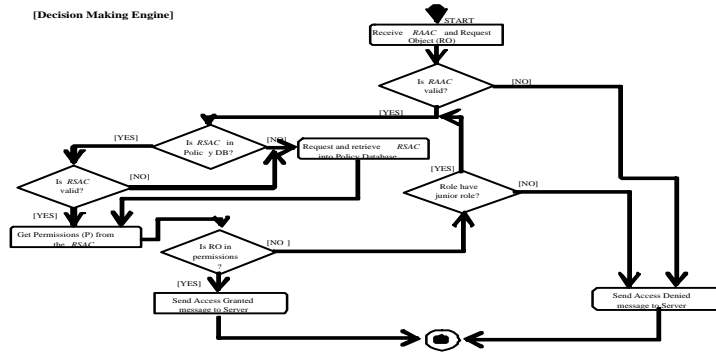 [Decision Making Engine]
START
Receive RAAC and Request
Object (RO)
Is RAAC
valid?
[NO]
[YES]
[YES]
Is RSAC in
Polic y DB?
[NO]
Request and retrieve RSAC
into Policy Database
[YES]
Is RSAC
valid?
[NO]
Role have
junior role?
[NO]
[YES]
Get Permissions (P) from
the RSAC
Is RO in
permissions
?
[NO ]
[YES]
Send Access Granted
message to Server
Send Access Denied
message to Server